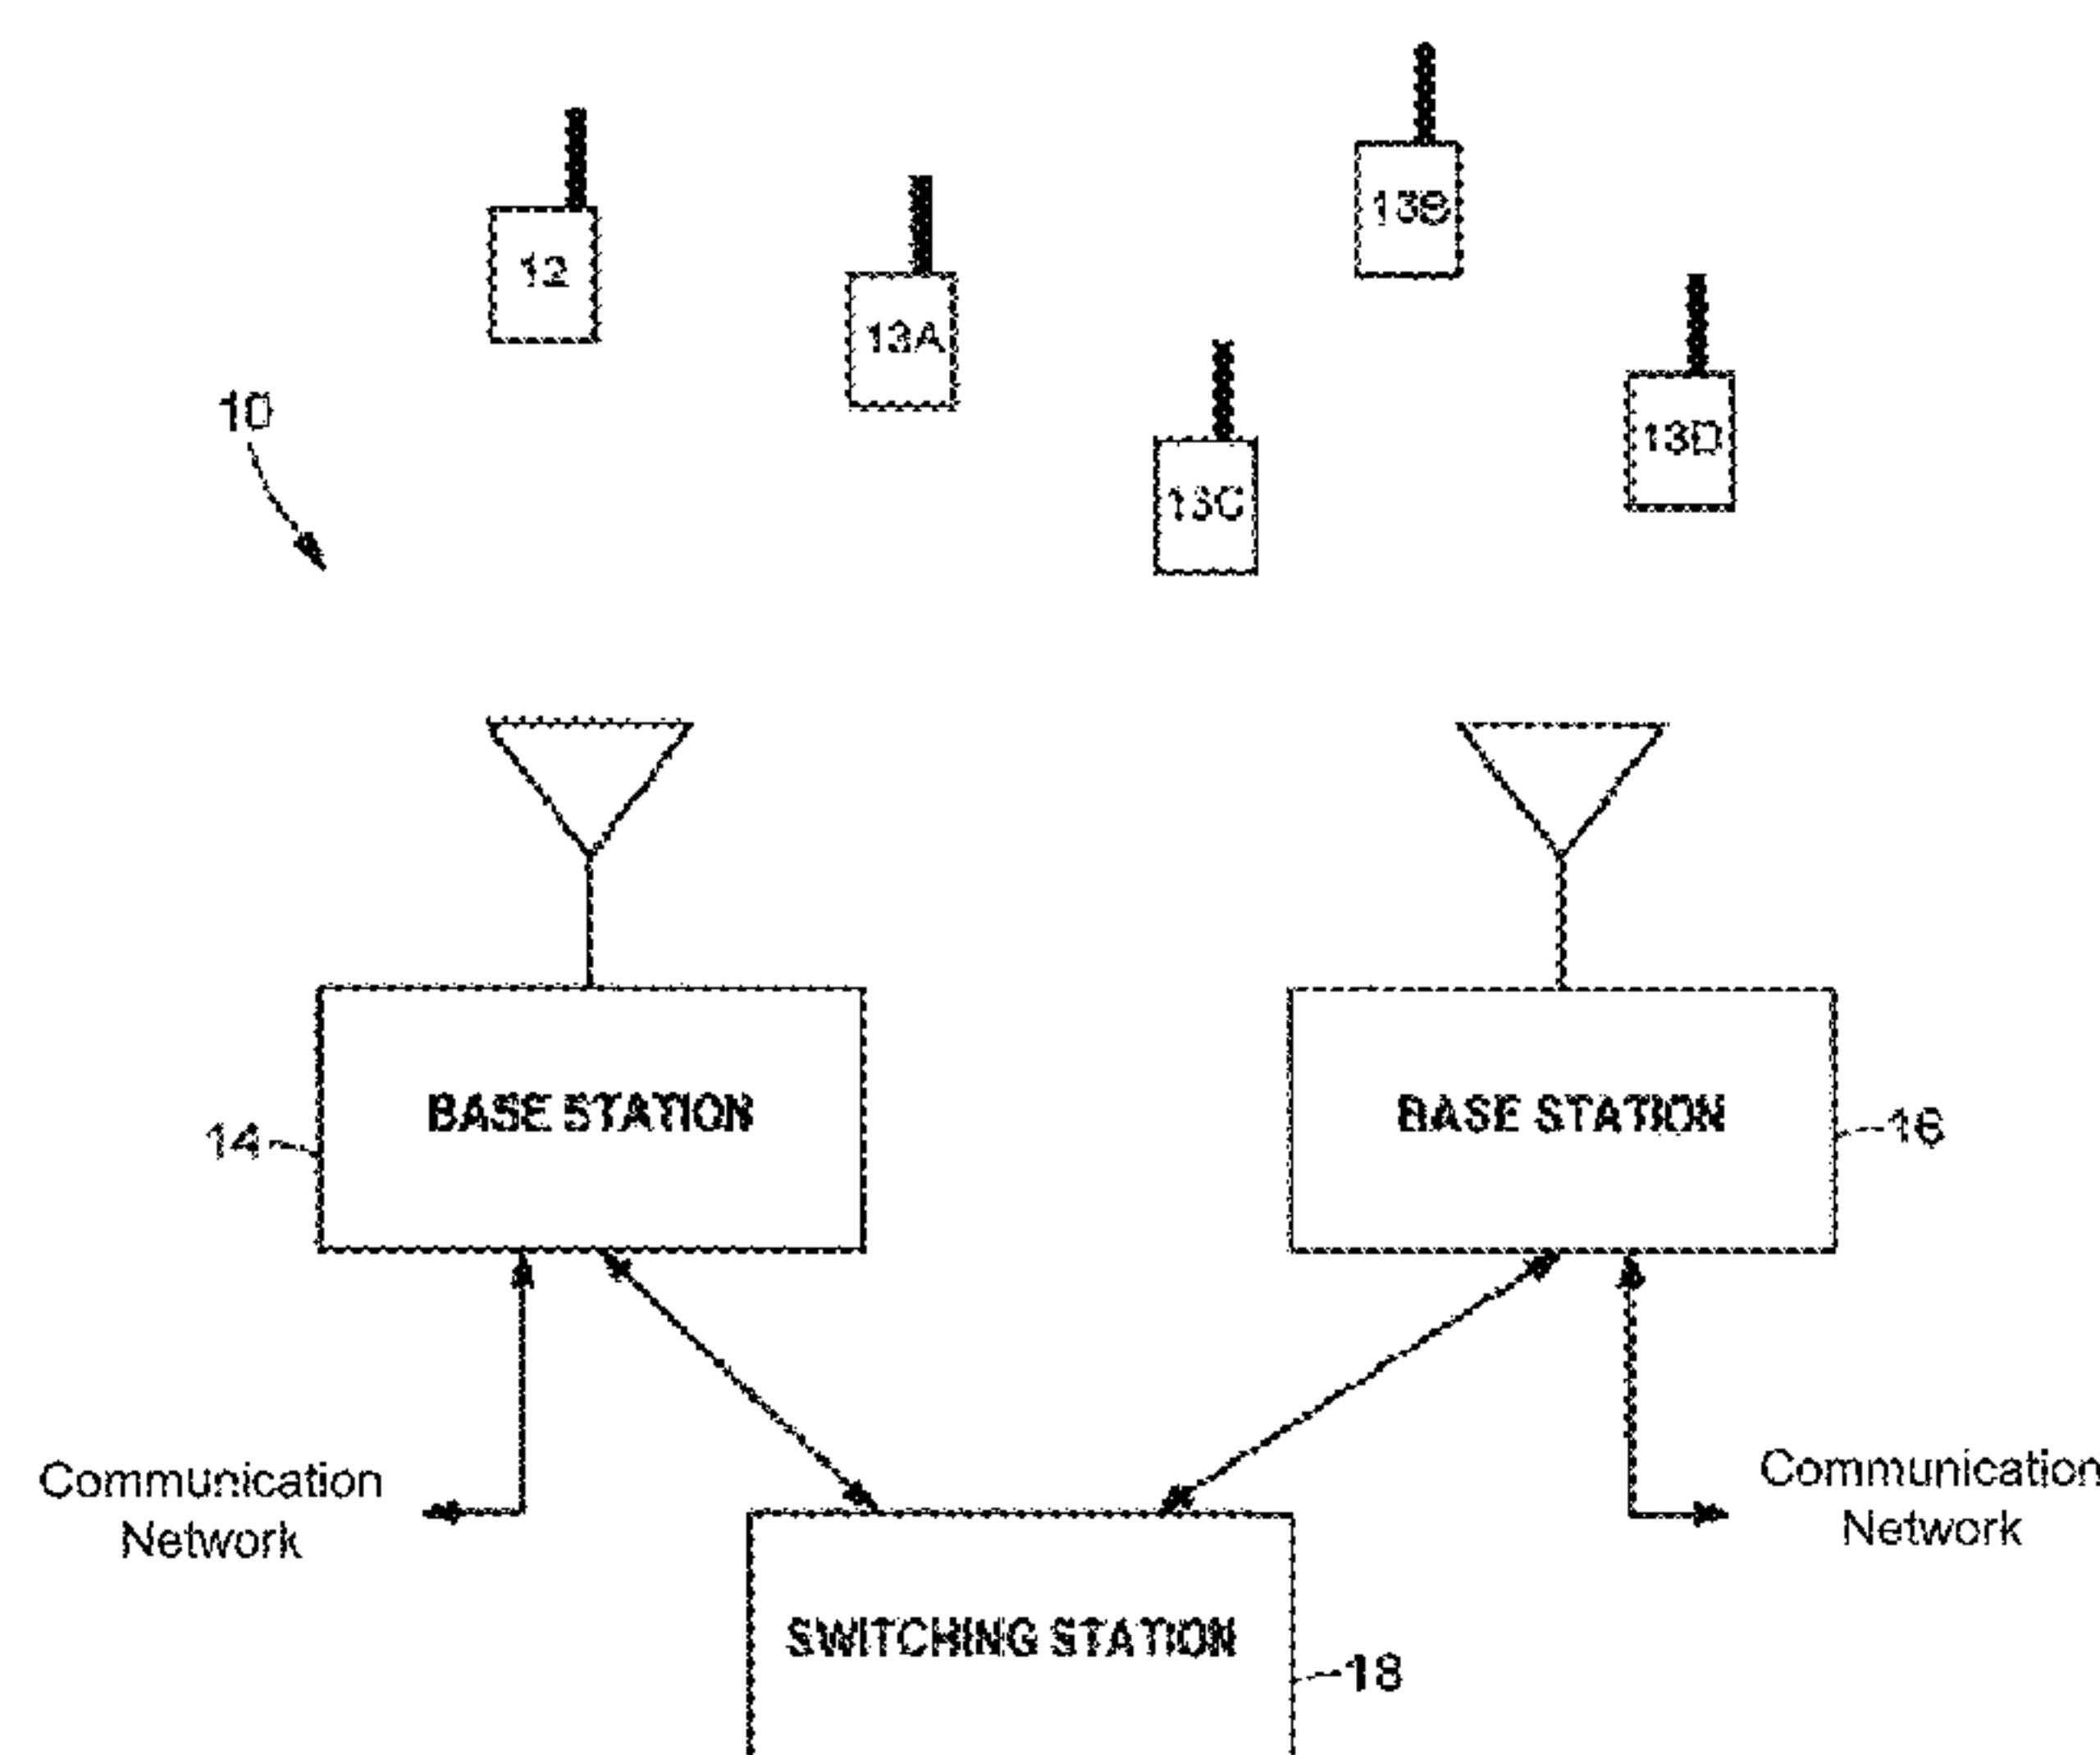 13B
12
13A
10
13D
13C
BASE STATION
BASE STATION
14
16
Communication
Network
Communication
Network
SWITCHING STATION
18